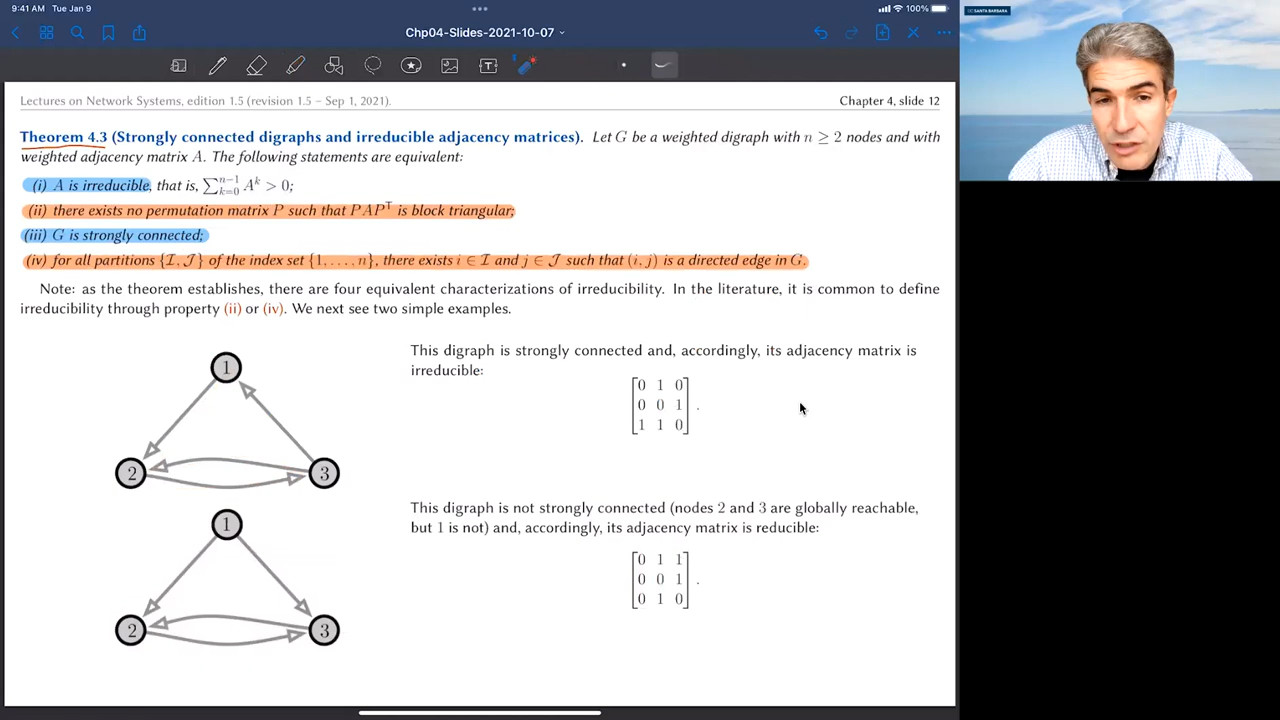 9:41 AM Tue Jan 9
100%
SANTA BARBARA
Chp04-Slides-2021-10-07
Lectures on Network Systems, edition 1.5 (revision 1.5 – Sep 1, 2021).
Chapter 4, slide 12
Theorem 4.3 (Strongly connected digraphs and irreducible adjacency matrices). Let G be a weighted digraph with n ≥ 2 nodes and with
weighted adjacency matrix A. The following statements are equivalent:
(i) A is irreducible, that is, ∑_{k=0}^{n−1} A^k > 0;
(ii) there exists no permutation matrix P such that PAP^⊤ is block triangular;
(iii) G is strongly connected;
(iv) for all partitions {I, J} of the index set {1, . . . , n}, there exists i ∈ I and j ∈ J such that (i, j) is a directed edge in G.
Note: as the theorem establishes, there are four equivalent characterizations of irreducibility. In the literature, it is common to define
irreducibility through property (ii) or (iv). We next see two simple examples.
This digraph is strongly connected and, accordingly, its adjacency matrix is
irreducible:
1
2
3
0 1 0
0 0 1
1 1 0
.
This digraph is not strongly connected (nodes 2 and 3 are globally reachable,
but 1 is not) and, accordingly, its adjacency matrix is reducible:
1
2
3
0 1 1
0 0 1
0 1 0
.